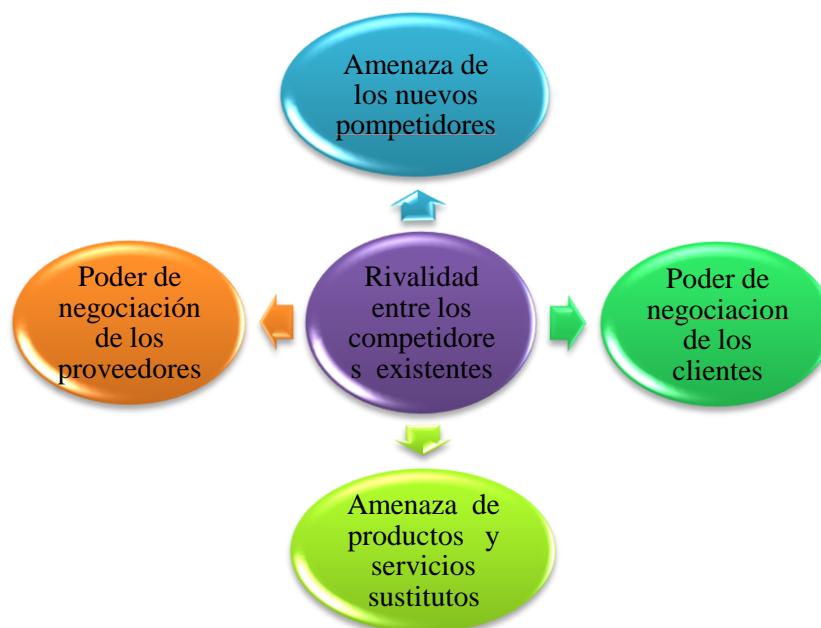 Amenaza de
los nuevos
pompetidores
Poder de
negociación
de los
proveedores
Rivalidad
entre los
competidore
s existentes
Poder de
negociacion
de los
clientes
Amenaza de
productos y
servicios
sustitutos